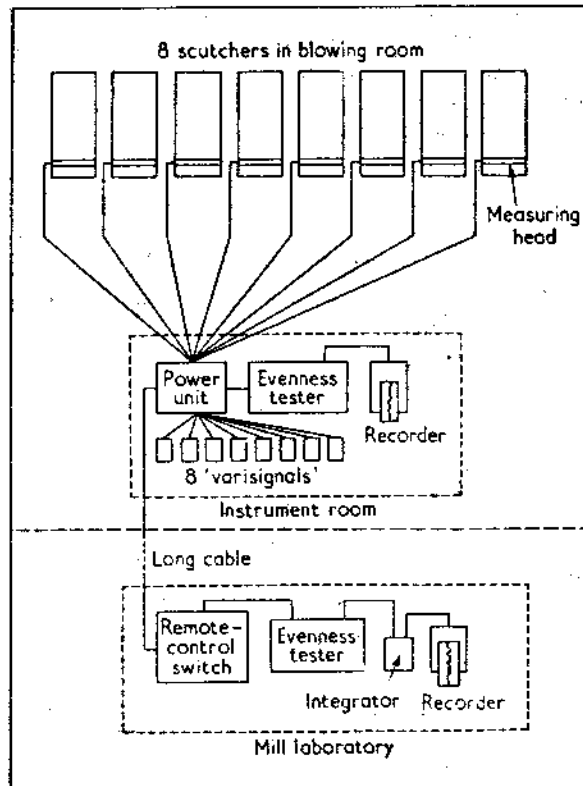 8 scutchers in blowing room
Measuring
head
Power
unit
Evenness
tester
Recorder
8 'varisignals'
Instrument room
Long cable
Remote-
control
switch
Evenness
tester
Integrator
Recorder
Mill laboratory